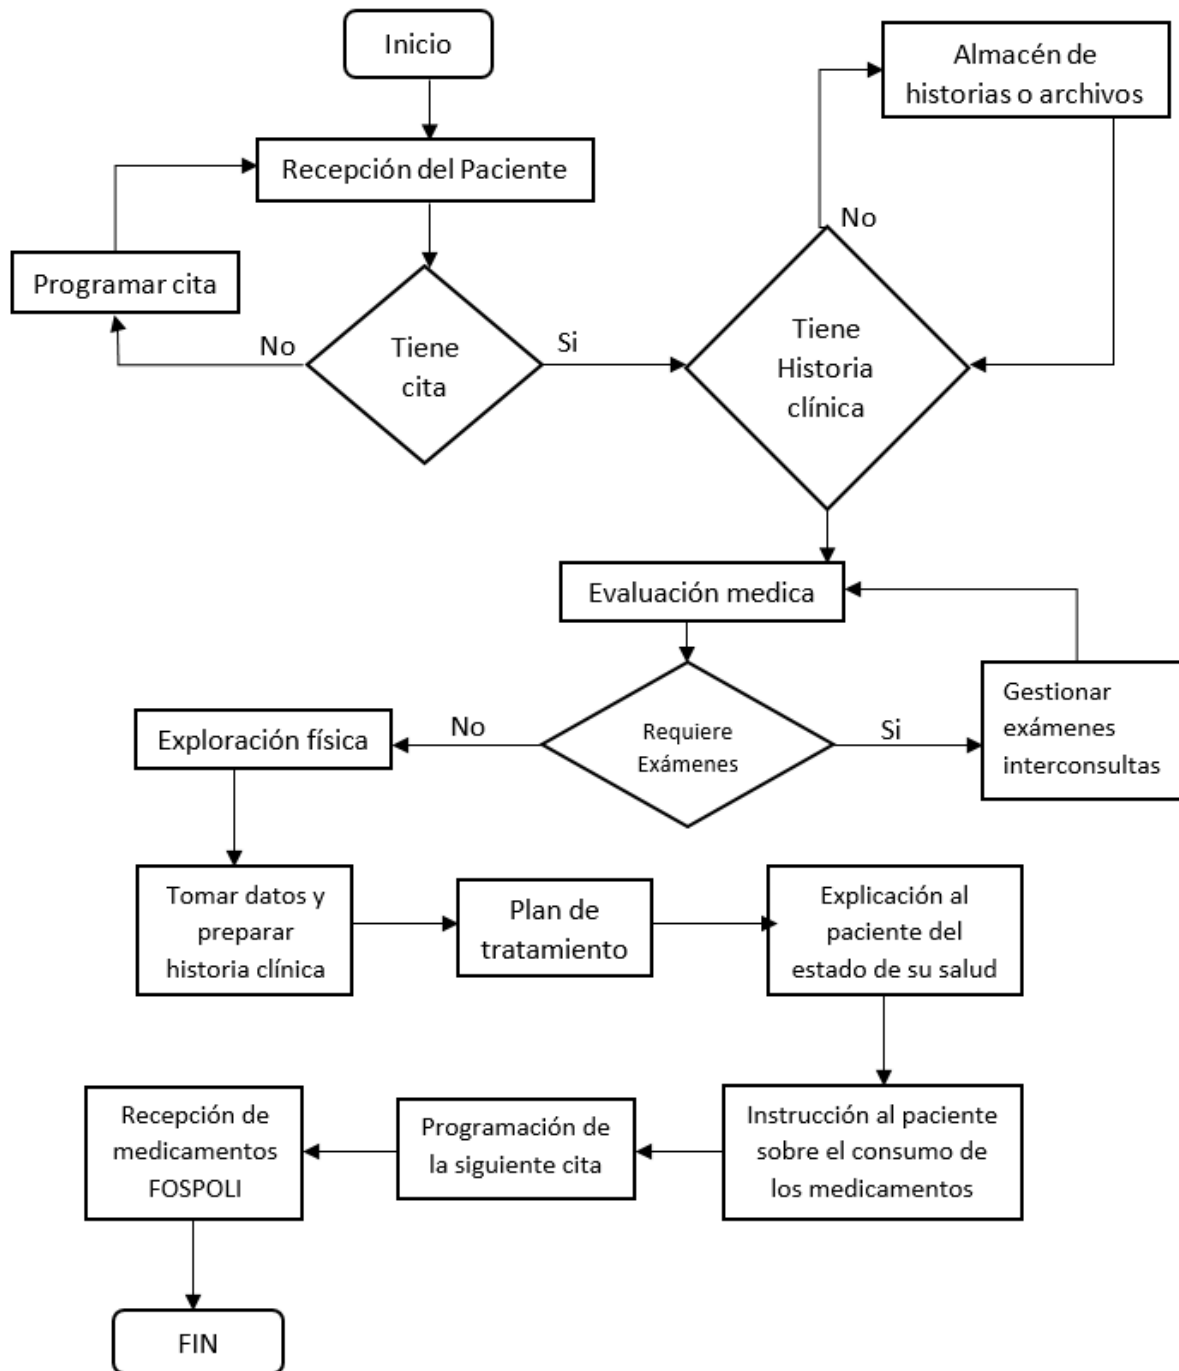 Inicio
Almacén de
historias o archivos
Recepción del Paciente
No
Programar cita
No
Tiene
cita
Si
Tiene
Historia
clínica
Evaluación medica
Exploración física
No
Requiere
Exámenes
Si
Gestionar
exámenes
interconsultas
Tomar datos y
preparar
historia clínica
Plan de
tratamiento
Explicación al
paciente del
estado de su salud
Recepción de
medicamentos
FOSPOLI
Programación de
la siguiente cita
Instrucción al paciente
sobre el consumo de
los medicamentos
FIN